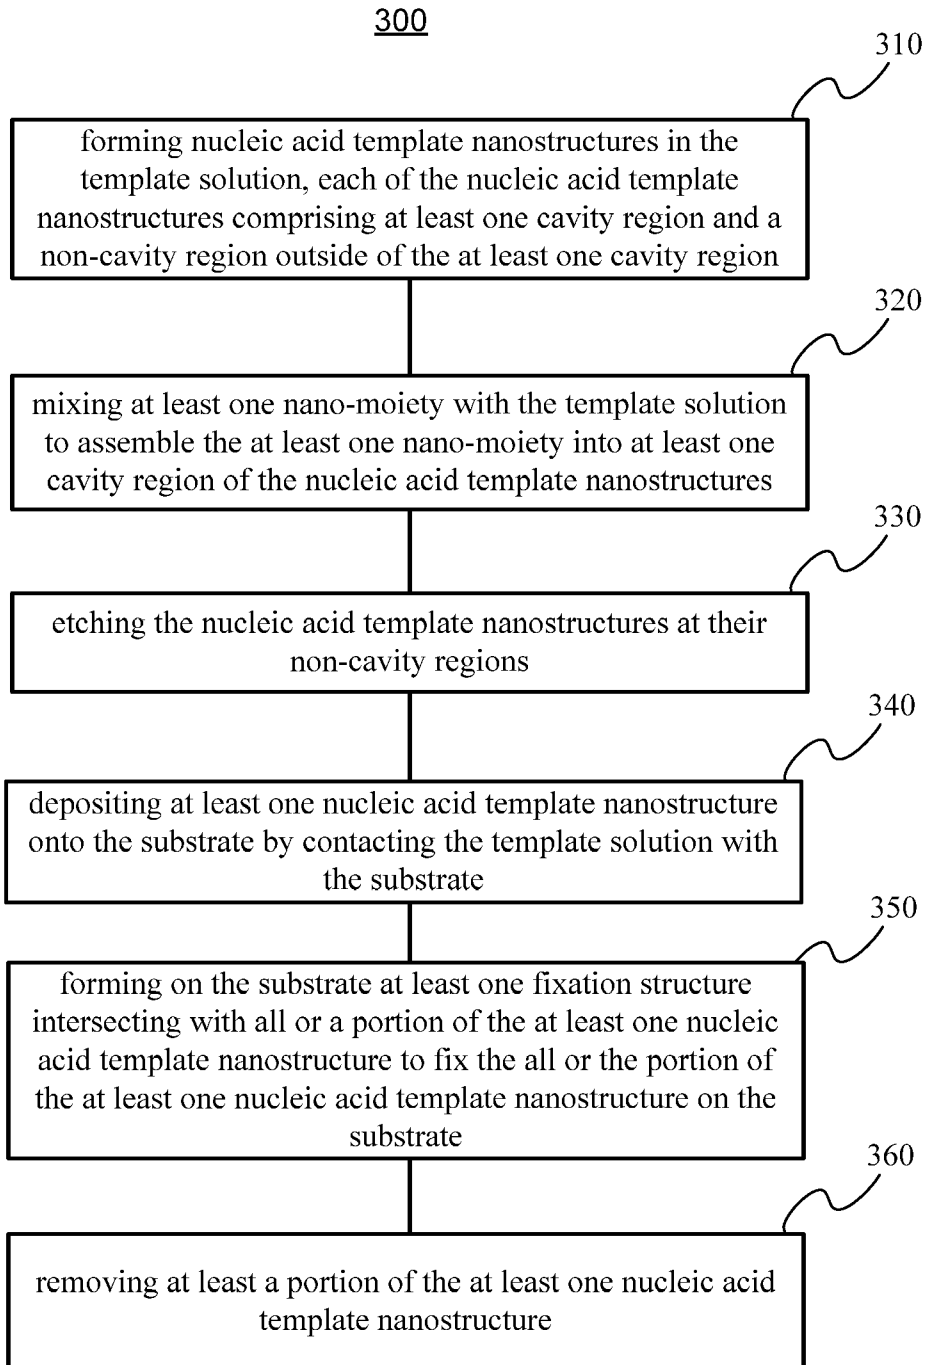 300
310
forming nucleic acid template nanostructures in the
template solution, each of the nucleic acid template
nanostructures comprising at least one cavity region and a
non-cavity region outside of the at least one cavity region
320
mixing at least one nano-moiety with the template solution
to assemble the at least one nano-moiety into at least one
cavity region of the nucleic acid template nanostructures
330
etching the nucleic acid template nanostructures at their
non-cavity regions
340
depositing at least one nucleic acid template nanostructure
onto the substrate by contacting the template solution with
the substrate
350
forming on the substrate at least one fixation structure
intersecting with all or a portion of the at least one nucleic
acid template nanostructure to fix the all or the portion of
the at least one nucleic acid template nanostructure on the
substrate
360
removing at least a portion of the at least one nucleic acid
template nanostructure